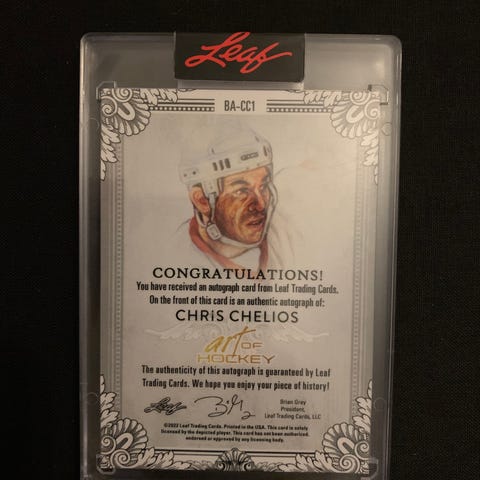 Leaf
BA-CC1
CONGRATULATIONS!
You have received an autograph card from Leaf Trading Cards.
On the front of this card is an authentic autograph of:
CHRIS CHELIOS
art OF
HOCKEY
The authenticity of this autograph is guaranteed by Leaf
Trading Cards. We hope you enjoy your piece of history!
Leaf
Brian Gray
President,
Leaf Trading Cards, LLC
©2022 Leaf Trading Cards. Printed in the USA. This card is solely
licensed by the depicted player. This card has not been authorized,
endorsed or approved by any licensing body.